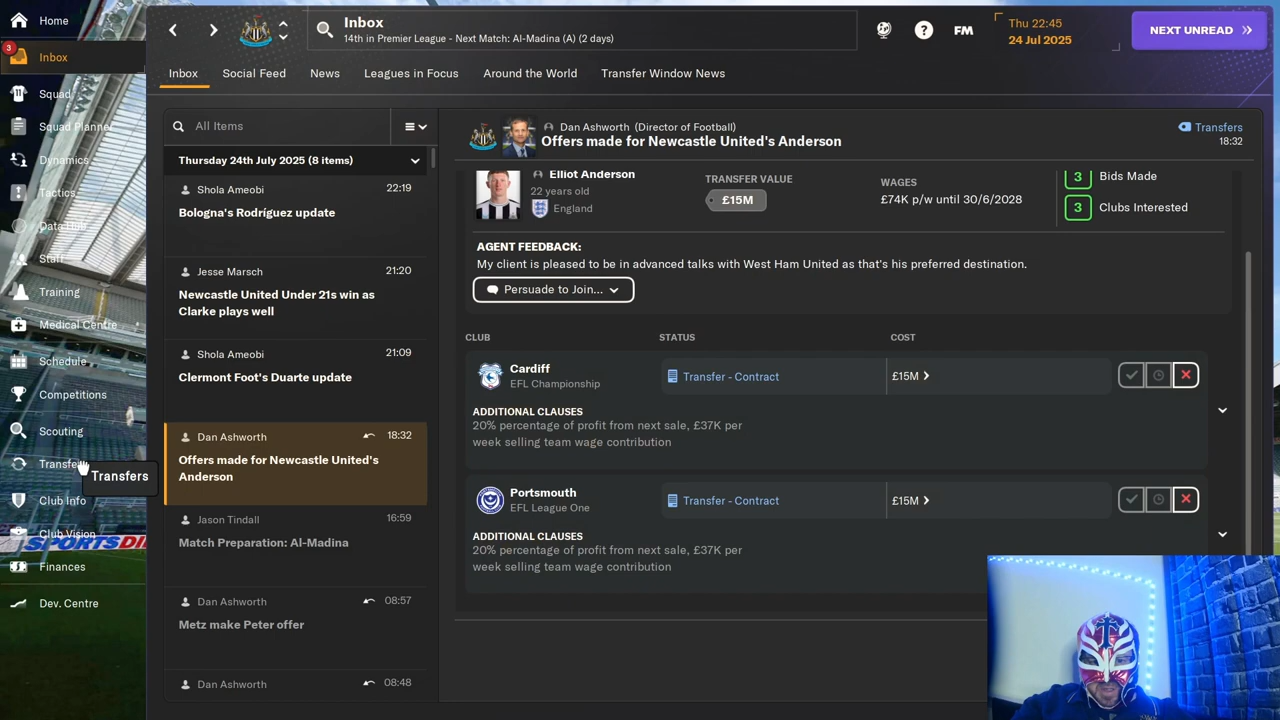 Home
Inbox
14th in Premier League - Next Match: Al-Madina (A) (2 days)
FM
Thu 22:45
24 Jul 2025
NEXT UNREAD
3
Inbox
Inbox
Social Feed
News
Leagues in Focus
Around the World
Transfer Window News
Squad
Squad Planner
Dynamics
Tactics
Data Hub
Staff
Training
Medical Centre
Schedule
Competitions
Scouting
Transfers
Transfers
Club Info
Club Vision
SPORTS DI
Finances
Dev. Centre
All Items
Thursday 24th July 2025 (8 items)
Shola Ameobi
22:19
Bologna's Rodríguez update
Jesse Marsch
21:20
Newcastle United Under 21s win as
Clarke plays well
Shola Ameobi
21:09
Clermont Foot's Duarte update
Dan Ashworth
18:32
Offers made for Newcastle United's
Anderson
Jason Tindall
16:59
Match Preparation: Al-Madina
Dan Ashworth
08:57
Metz make Peter offer
Dan Ashworth
08:48
Dan Ashworth (Director of Football)
Offers made for Newcastle United's Anderson
Transfers
18:32
Elliot Anderson
22 years old
England
TRANSFER VALUE
£15M
WAGES
£74K p/w until 30/6/2028
3 Bids Made
3 Clubs Interested
AGENT FEEDBACK:
My client is pleased to be in advanced talks with West Ham United as that's his preferred destination.
Persuade to Join...
CLUB
STATUS
COST
Cardiff
EFL Championship
Transfer - Contract
£15M
ADDITIONAL CLAUSES
20% percentage of profit from next sale, £37K per
week selling team wage contribution
Portsmouth
EFL League One
Transfer - Contract
£15M
ADDITIONAL CLAUSES
20% percentage of profit from next sale, £37K per
week selling team wage contribution